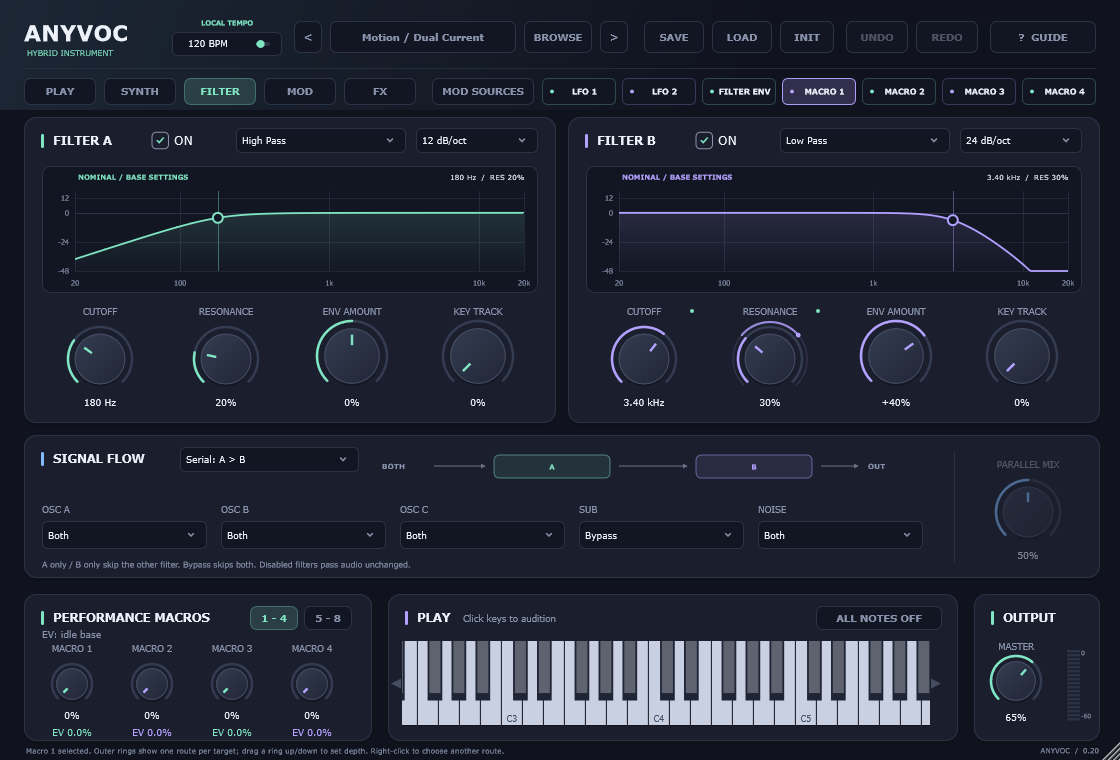 ANYVOC
HYBRID INSTRUMENT
LOCAL TEMPO
120 BPM
< Motion / Dual Current BROWSE > SAVE LOAD INIT UNDO REDO ? GUIDE
PLAY SYNTH FILTER MOD FX MOD SOURCES LFO 1 LFO 2 FILTER ENV MACRO 1 MACRO 2 MACRO 3 MACRO 4
FILTER A ON High Pass 12 dB/oct
NOMINAL / BASE SETTINGS 180 Hz / RES 20%
12
0
-24
-48
20 100 1k 10k 20k
CUTOFF RESONANCE ENV AMOUNT KEY TRACK
180 Hz 20% 0% 0%
FILTER B ON Low Pass 24 dB/oct
NOMINAL / BASE SETTINGS 3.40 kHz / RES 30%
12
0
-24
-48
20 100 1k 10k 20k
CUTOFF RESONANCE ENV AMOUNT KEY TRACK
3.40 kHz 30% +40% 0%
SIGNAL FLOW Serial: A > B BOTH A B OUT
OSC A OSC B OSC C SUB NOISE
Both Both Both Bypass Both
A only / B only skip the other filter. Bypass skips both. Disabled filters pass audio unchanged.
PARALLEL MIX
50%
PERFORMANCE MACROS 1 - 4 5 - 8
EV: idle base
MACRO 1 MACRO 2 MACRO 3 MACRO 4
0% 0% 0% 0%
EV 0.0% EV 0.0% EV 0.0% EV 0.0%
PLAY Click keys to audition ALL NOTES OFF
C3 C4 C5
OUTPUT
MASTER
0
-60
65%
Macro 1 selected. Outer rings show one route per target; drag a ring up/down to set depth. Right-click to choose another route.
ANYVOC / 0.20